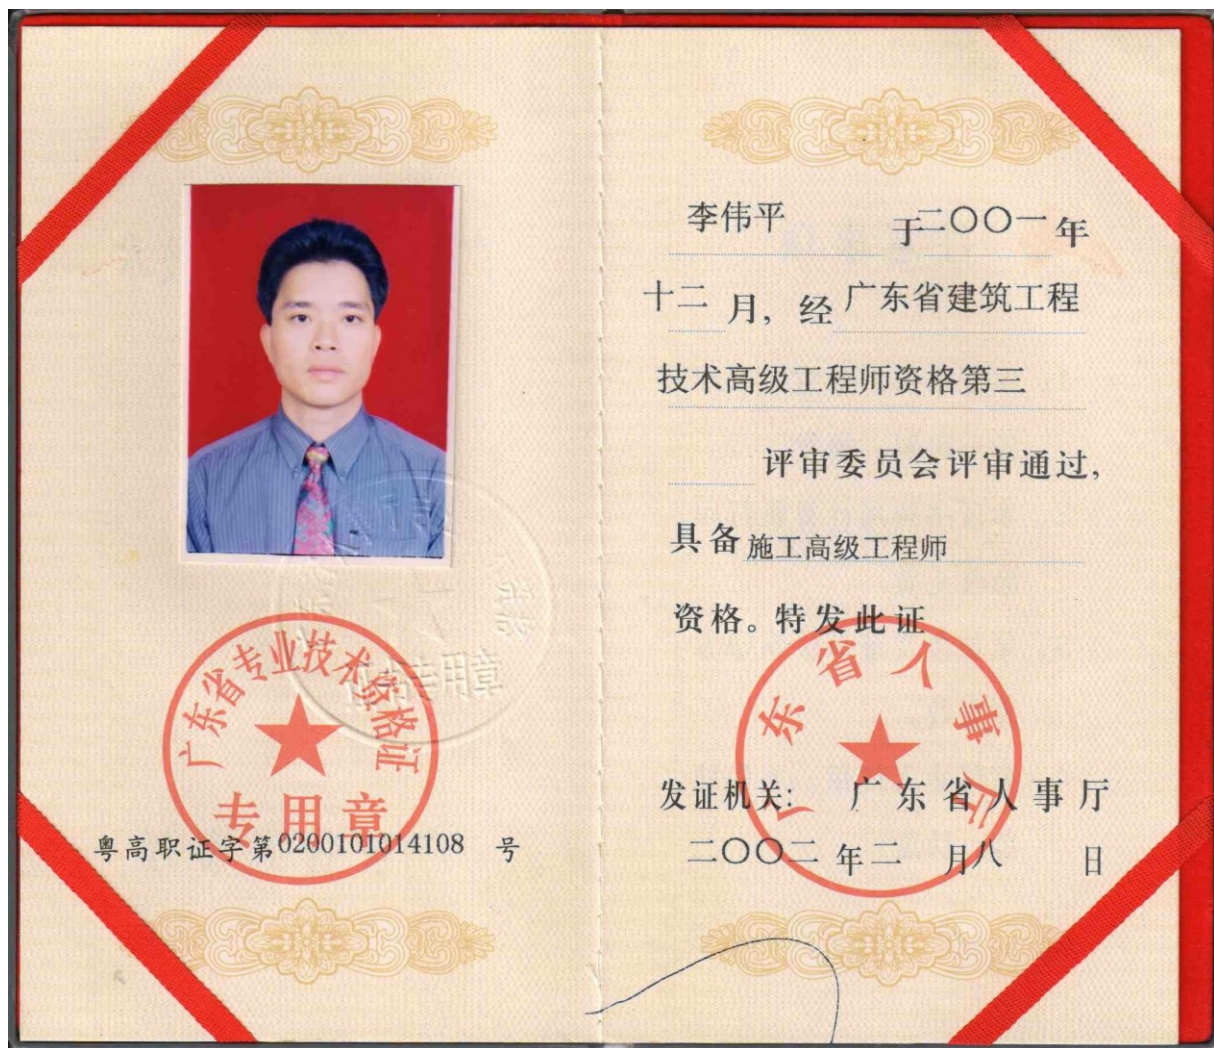 广东省专业技术资格证
专用章
粤高职证字第0200101014108 号
李伟平 于二〇〇一年
十二月，经广东省建筑工程
技术高级工程师资格第三
评审委员会评审通过，
具备施工高级工程师
资格。特发此证
广东省人事厅
发证机关：广东省人事厅
二〇〇二年二月八日